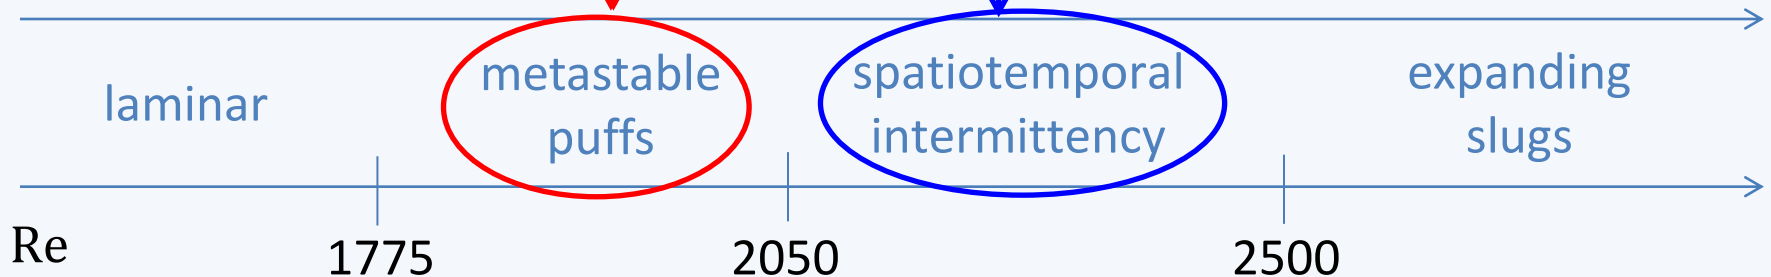 laminar
metastable
puffs
spatiotemporal
intermittency
expanding
slugs
Re
1775
2050
2500